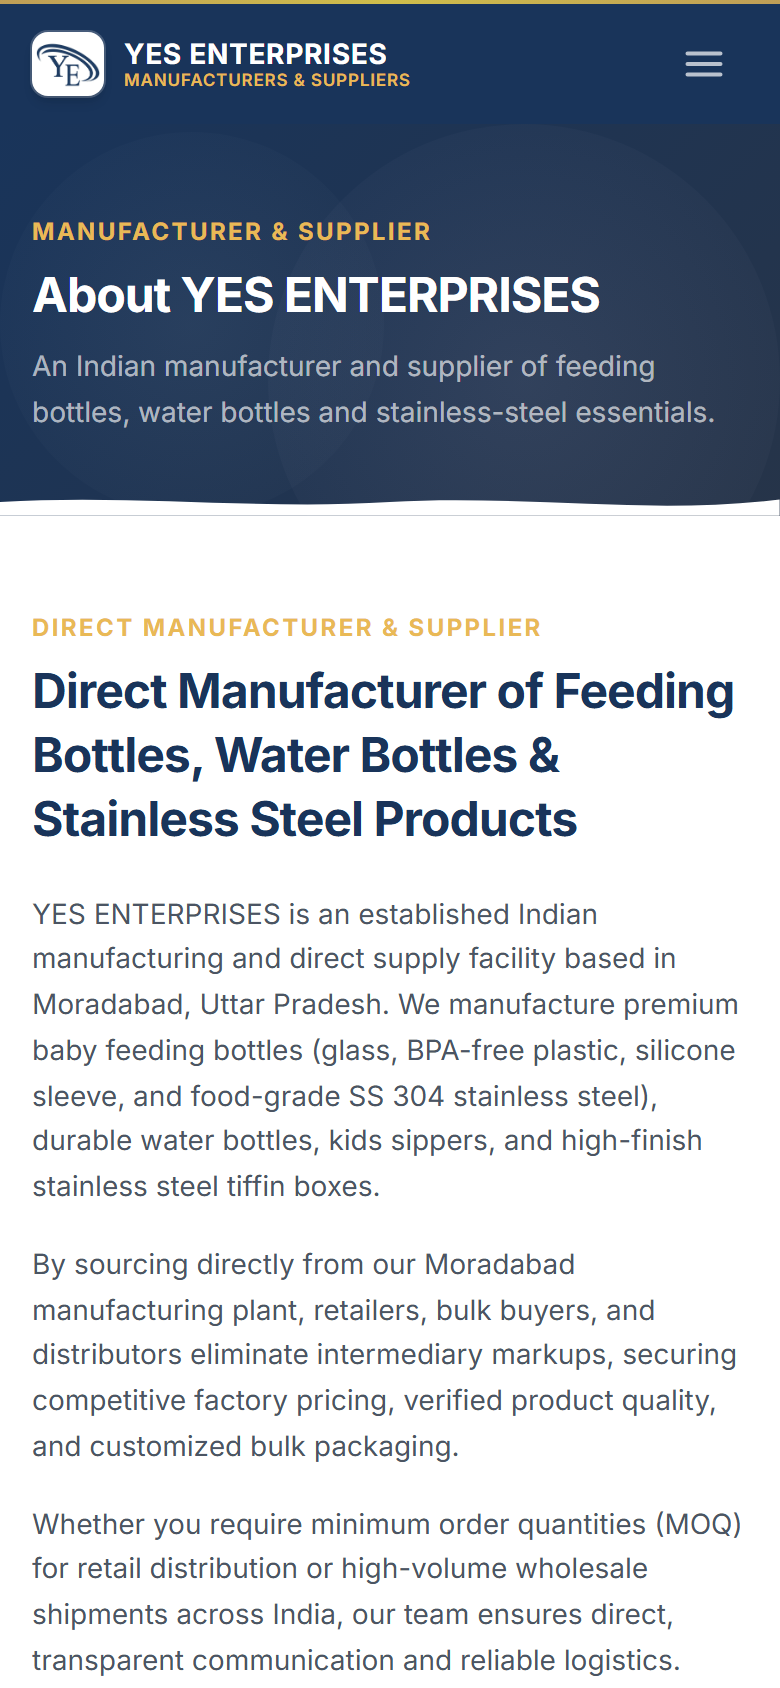 YE
YES ENTERPRISES
MANUFACTURERS & SUPPLIERS
MANUFACTURER & SUPPLIER
About YES ENTERPRISES
An Indian manufacturer and supplier of feeding
bottles, water bottles and stainless-steel essentials.
DIRECT MANUFACTURER & SUPPLIER
Direct Manufacturer of Feeding
Bottles, Water Bottles &
Stainless Steel Products
YES ENTERPRISES is an established Indian
manufacturing and direct supply facility based in
Moradabad, Uttar Pradesh. We manufacture premium
baby feeding bottles (glass, BPA-free plastic, silicone
sleeve, and food-grade SS 304 stainless steel),
durable water bottles, kids sippers, and high-finish
stainless steel tiffin boxes.
By sourcing directly from our Moradabad
manufacturing plant, retailers, bulk buyers, and
distributors eliminate intermediary markups, securing
competitive factory pricing, verified product quality,
and customized bulk packaging.
Whether you require minimum order quantities (MOQ)
for retail distribution or high-volume wholesale
shipments across India, our team ensures direct,
transparent communication and reliable logistics.